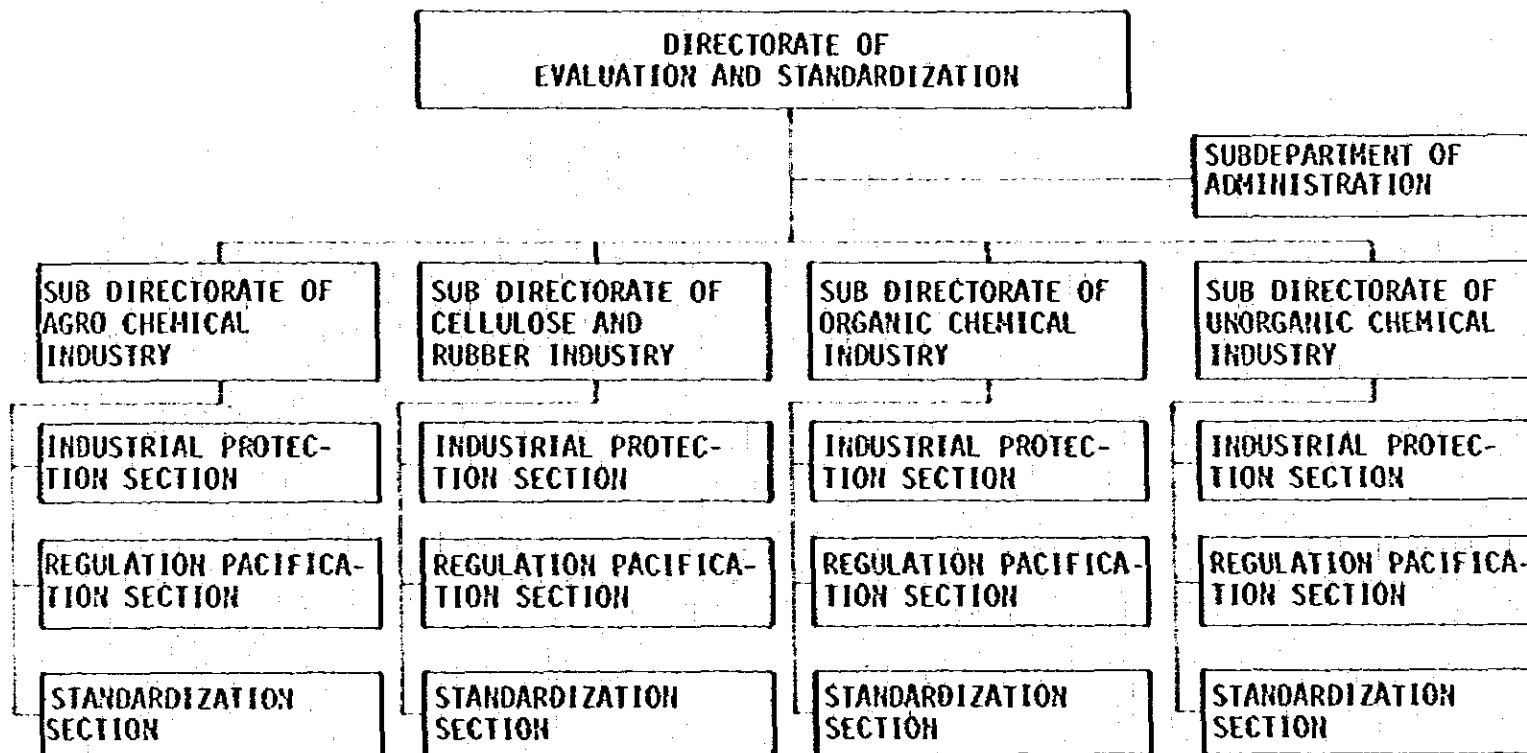 DIRECTORATE OF
EVALUATION AND STANDARDIZATION
SUBDEPARTMENT OF
ADMINISTRATION
SUB DIRECTORATE OF
AGRO CHEMICAL
INDUSTRY
SUB DIRECTORATE OF
CELLULOSE AND
RUBBER INDUSTRY
SUB DIRECTORATE OF
ORGANIC CHEMICAL
INDUSTRY
SUB DIRECTORATE OF
UNORGANIC CHEMICAL
INDUSTRY
INDUSTRIAL PROTEC-
TION SECTION
INDUSTRIAL PROTEC-
TION SECTION
INDUSTRIAL PROTEC-
TION SECTION
INDUSTRIAL PROTEC-
TION SECTION
REGULATION PACIFICA-
TION SECTION
REGULATION PACIFICA-
TION SECTION
REGULATION PACIFICA-
TION SECTION
REGULATION PACIFICA-
TION SECTION
STANDARDIZATION
SECTION
STANDARDIZATION
SECTION
STANDARDIZATION
SECTION
STANDARDIZATION
SECTION